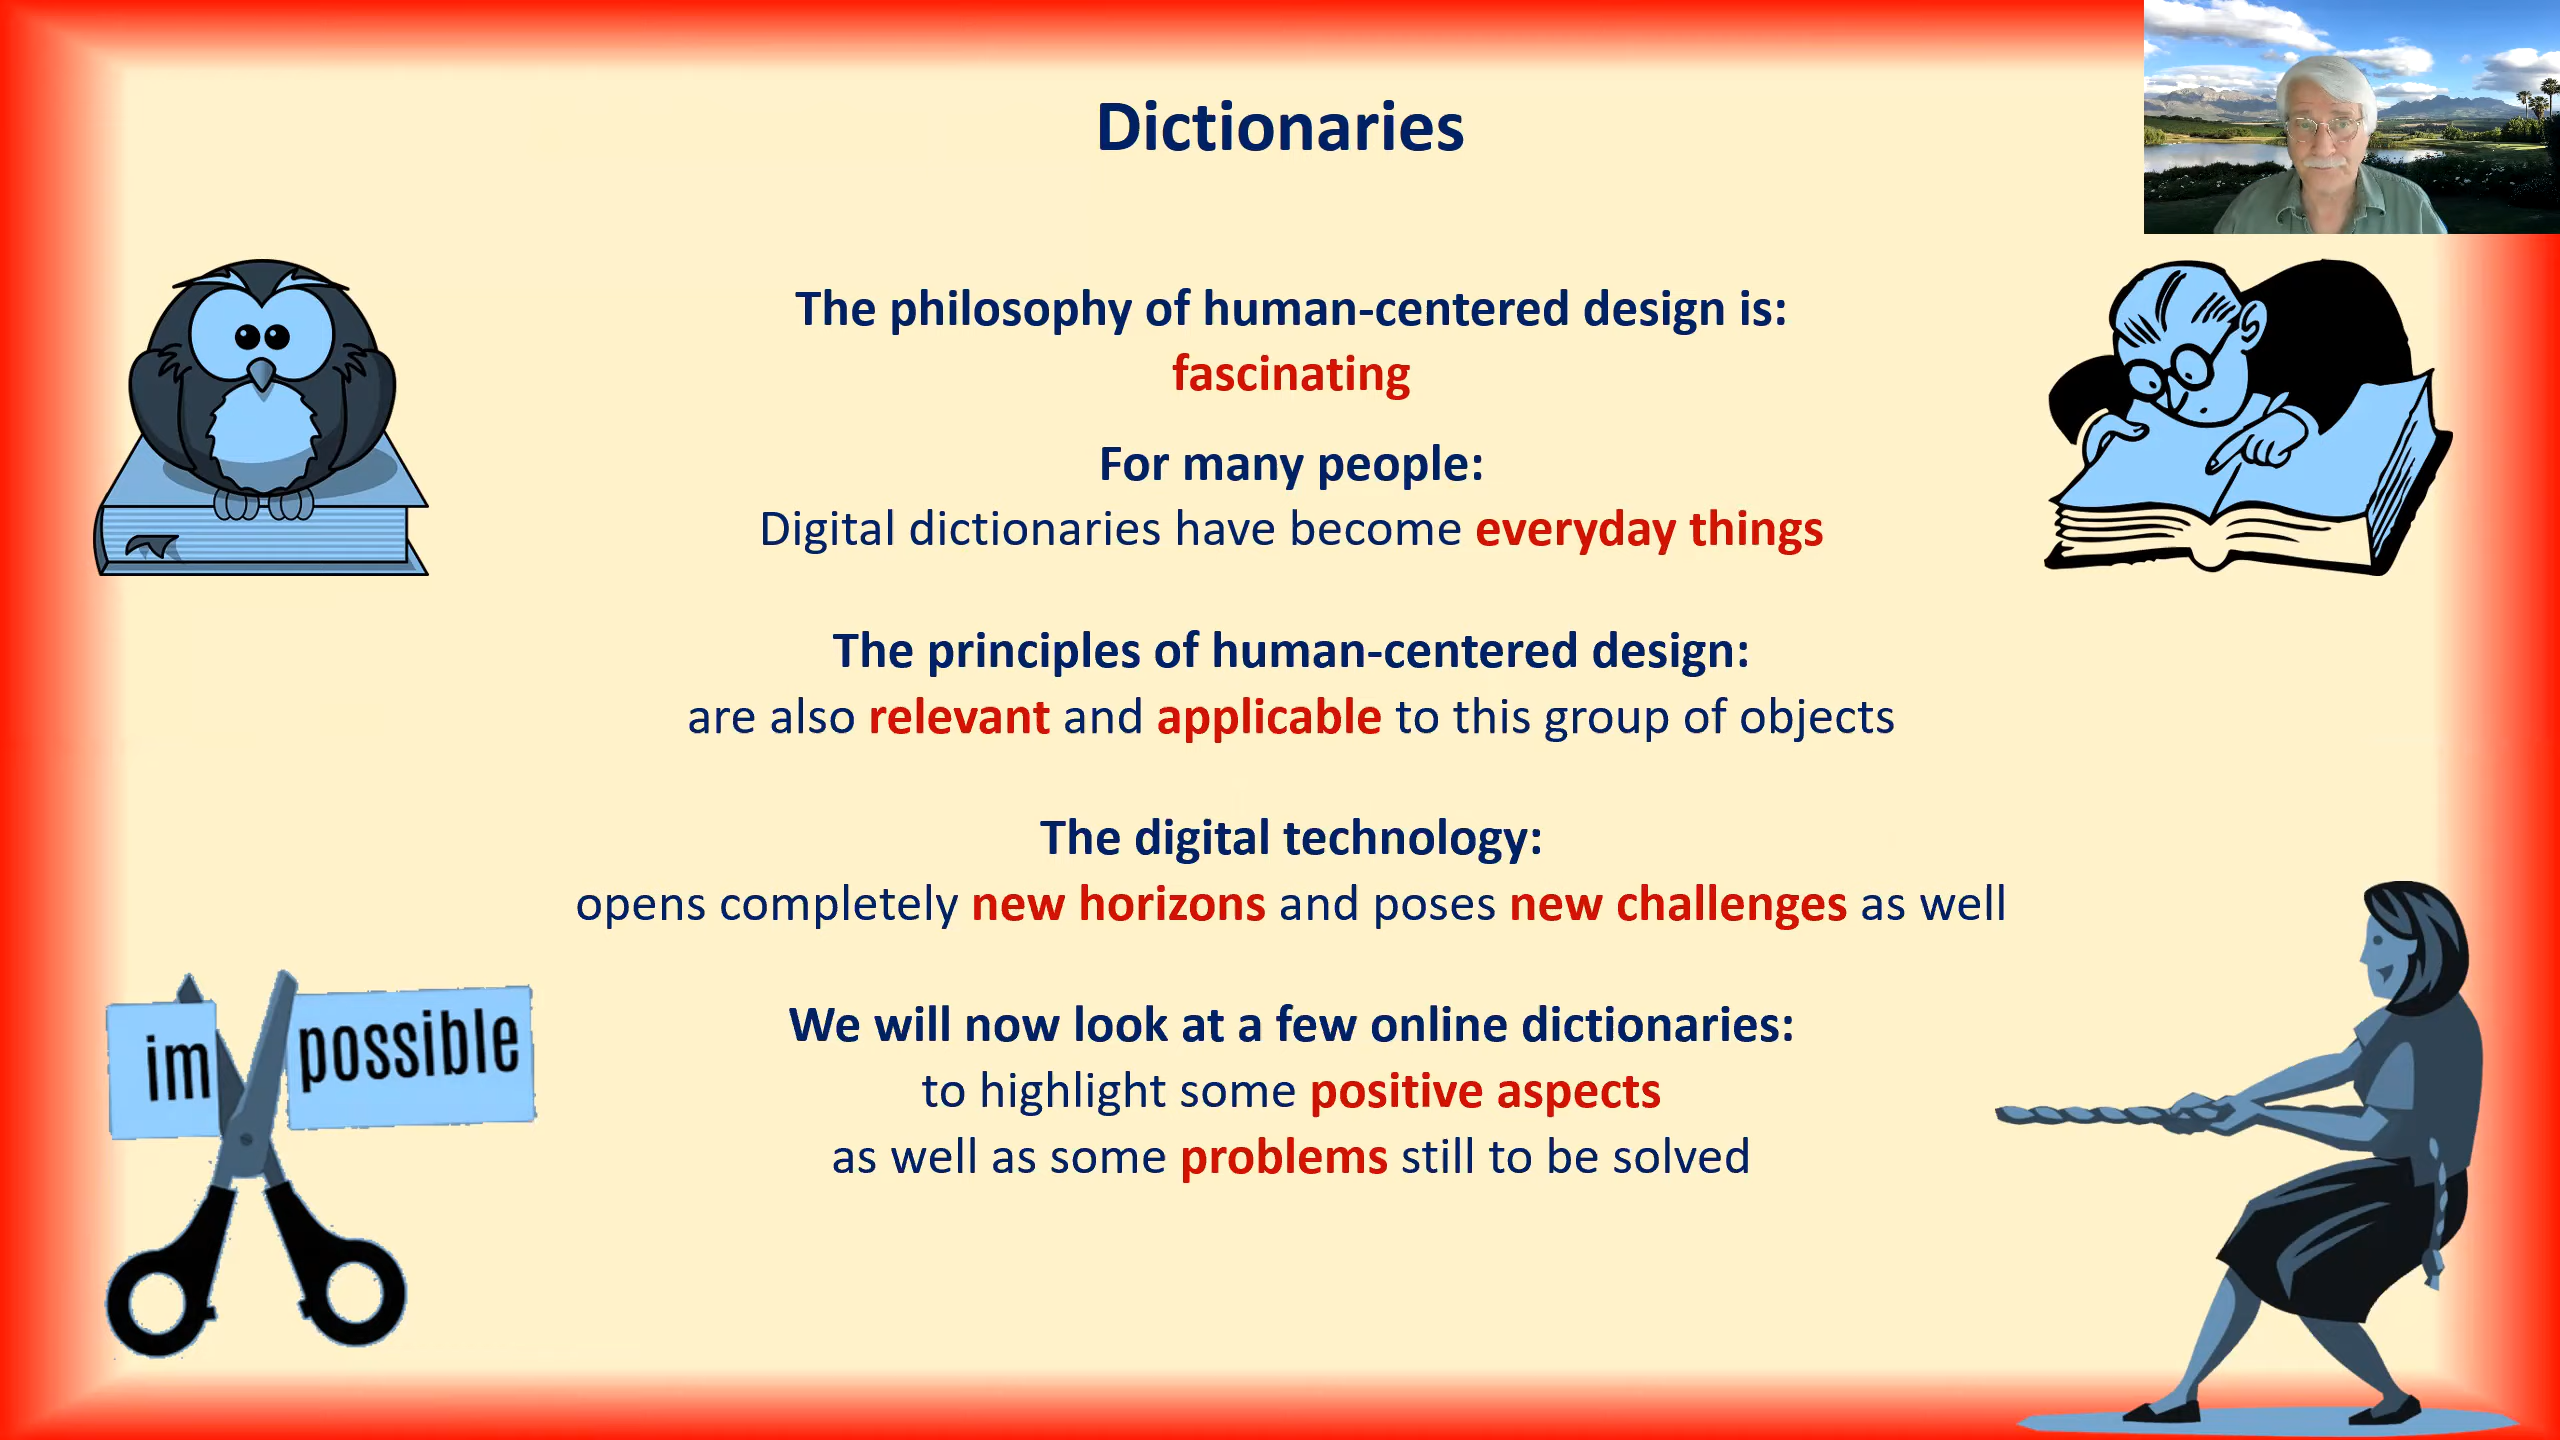 Dictionaries
The philosophy of human-centered design is:
fascinating
For many people:
Digital dictionaries have become everyday things
The principles of human-centered design:
are also relevant and applicable to this group of objects
The digital technology:
opens completely new horizons and poses new challenges as well
We will now look at a few online dictionaries:
to highlight some positive aspects
as well as some problems still to be solved
im possible